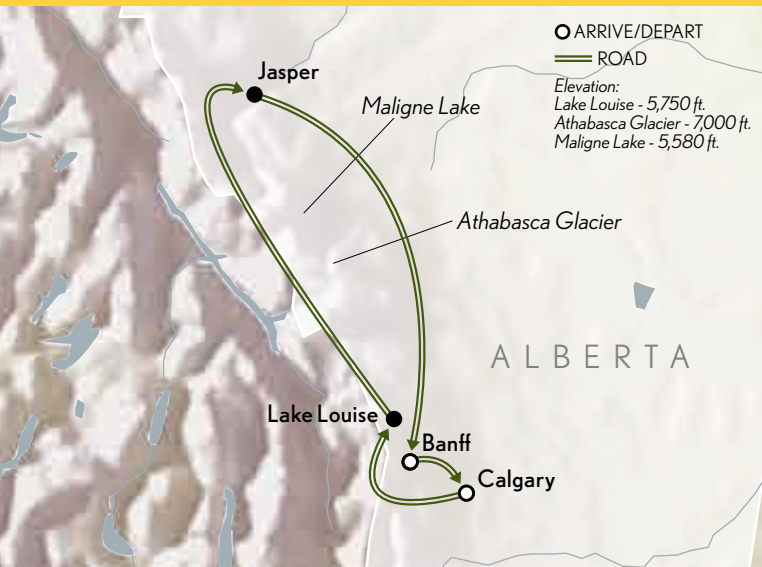 ARRIVE/DEPART
ROAD
Elevation:
Lake Louise - 5,750 ft.
Athabasca Glacier - 7,000 ft.
Maligne Lake - 5,580 ft.
Jasper
Maligne Lake
Athabasca Glacier
ALBERTA
Lake Louise
Banff
Calgary